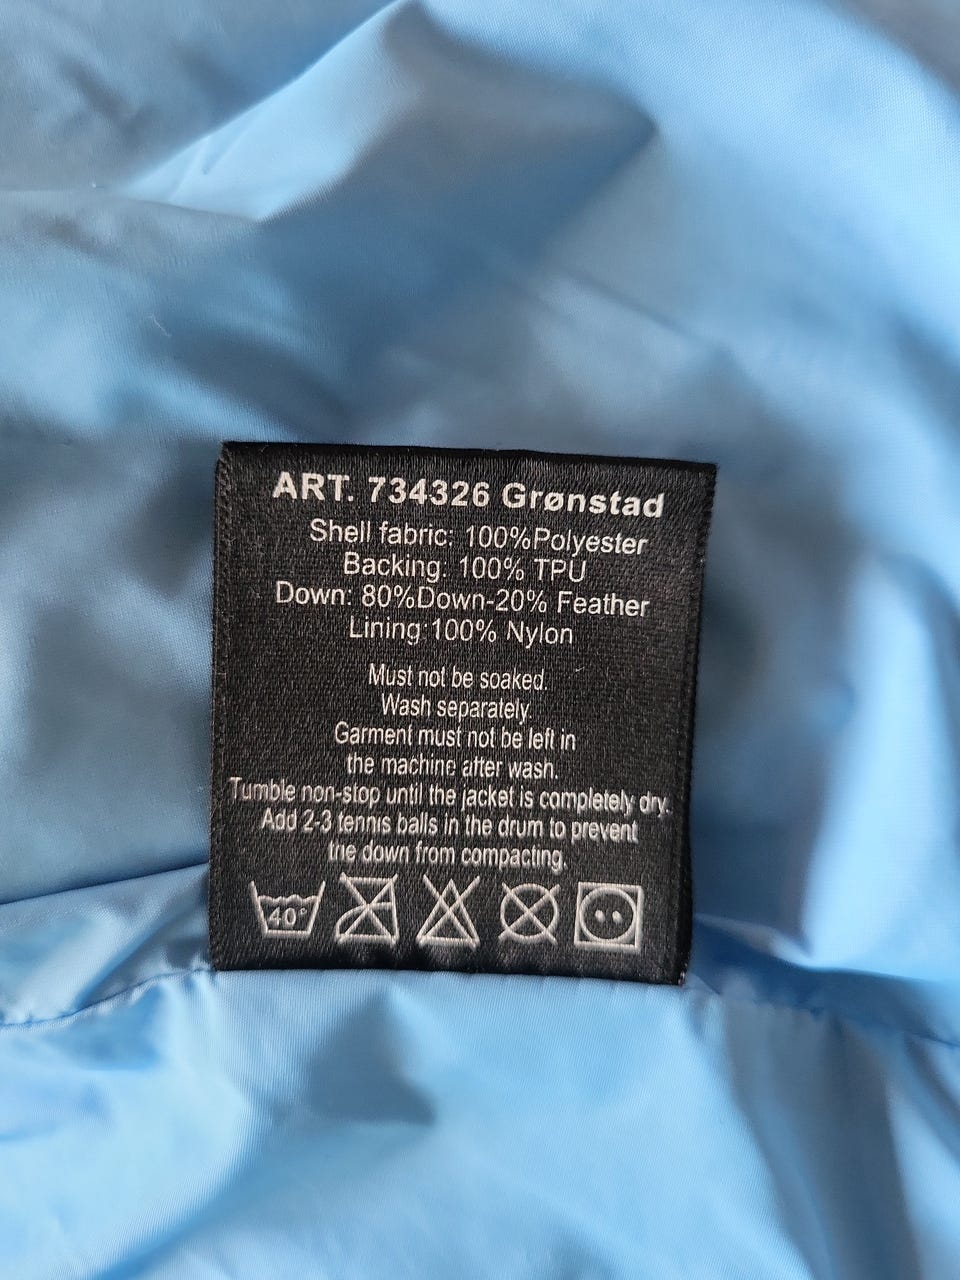 ART. 734326 Grønstad
Shell fabric: 100%Polyester
Backing: 100% TPU
Down: 80%Down-20% Feather
Lining:100% Nylon
Must not be soaked.
Wash separately.
Garment must not be left in
the machine after wash.
Tumble non-stop until the jacket is completely dry.
Add 2-3 tennis balls in the drum to prevent
the down from compacting.
40°